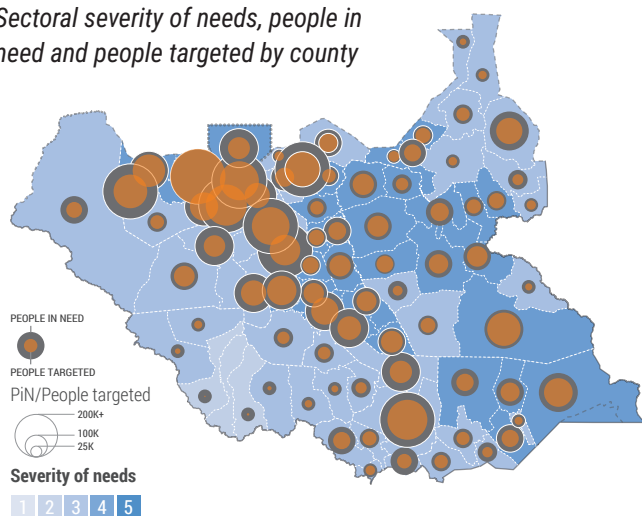 Sectoral severity of needs, people in
need and people targeted by county
PEOPLE IN NEED
PEOPLE TARGETED
PiN/People targeted
200K+
100K
25K
Severity of needs
1 2 3 4 5